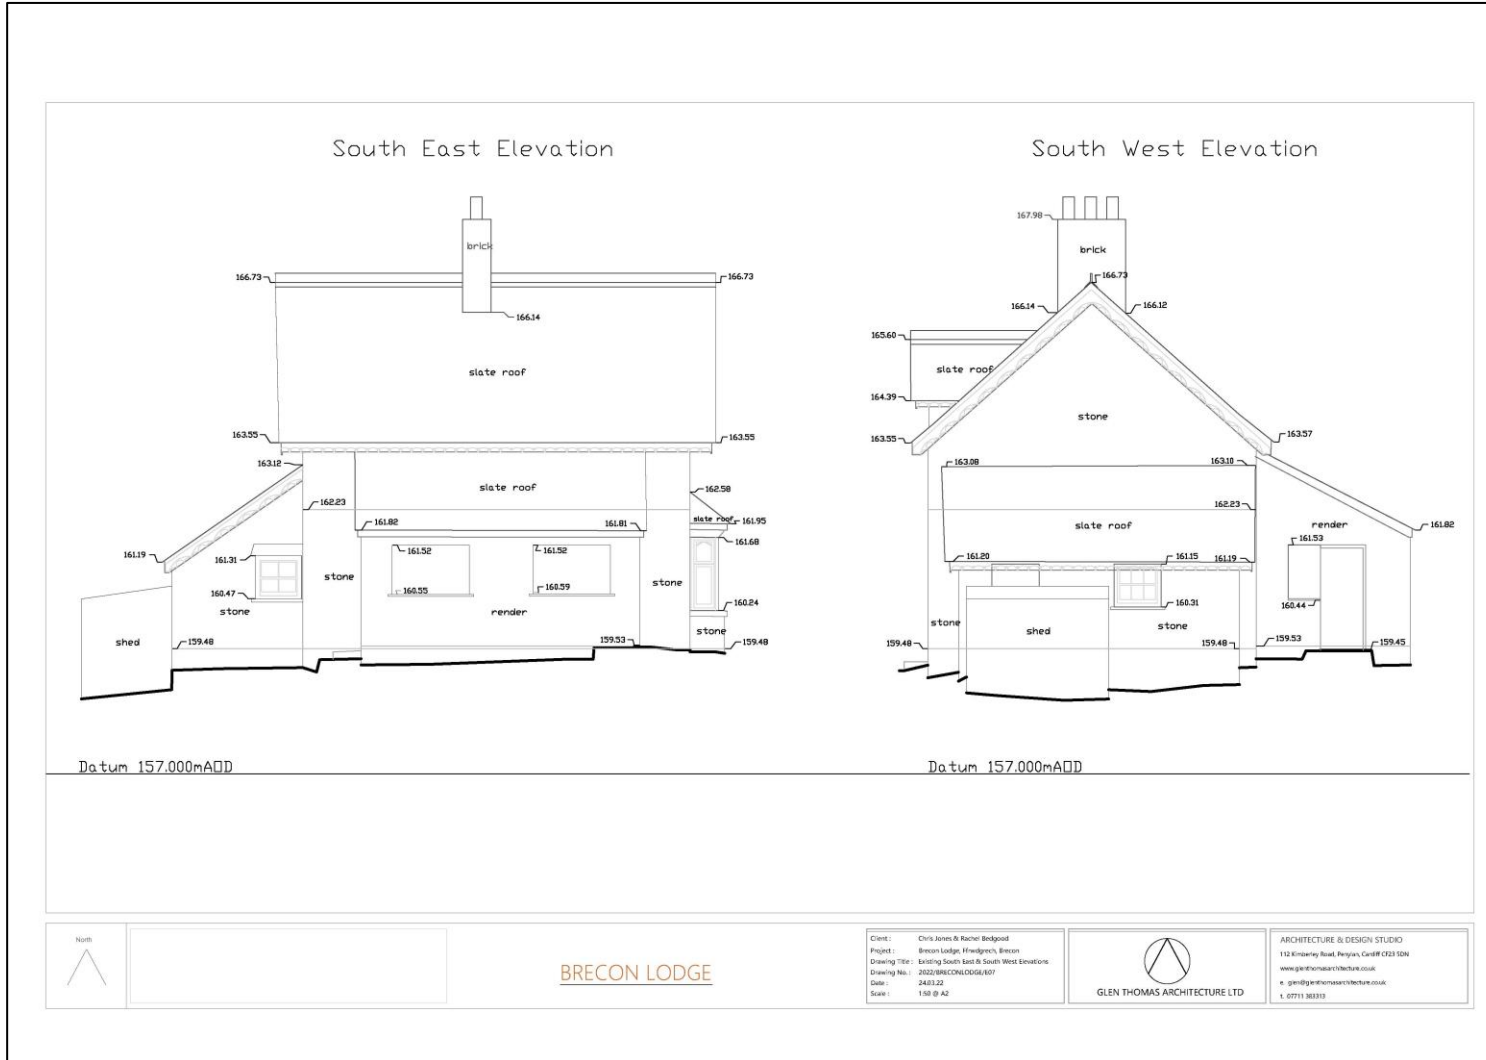 South East Elevation
brick
166.73
166.73
166.14
slate roof
163.55
163.55
163.12
slate roof
162.58
162.23
slate roof
161.95
161.82
161.81
161.68
161.52
161.52
161.31
161.19
stone
stone
160.55
160.59
160.47
160.24
stone
render
stone
shed
159.48
159.53
159.48
Datum 157.000mA□D
South West Elevation
167.98
brick
166.73
166.14
166.12
165.60
slate roof
164.39
stone
163.55
163.57
163.08
163.10
162.23
slate roof
render
161.82
161.53
161.20
161.15
161.19
160.44
160.31
stone
shed
stone
159.48
159.48
159.53
159.45
Datum 157.000mA□D
North
BRECON LODGE
Client : Chris Jones & Rachel Bedgood
Project : Brecon Lodge, Ffrwdgrech, Brecon
Drawing Title : Existing South East & South West Elevations
Drawing No. : 2022/BRECONLODGE/E07
Date : 24.03.22
Scale : 1:50 @ A2
GLEN THOMAS ARCHITECTURE LTD
ARCHITECTURE & DESIGN STUDIO
112 Kimberley Road, Penylan, Cardiff CF23 5DN
www.glenthomasarchitecture.co.uk
e. glen@glenthomasarchitecture.co.uk
t. 07711 383313